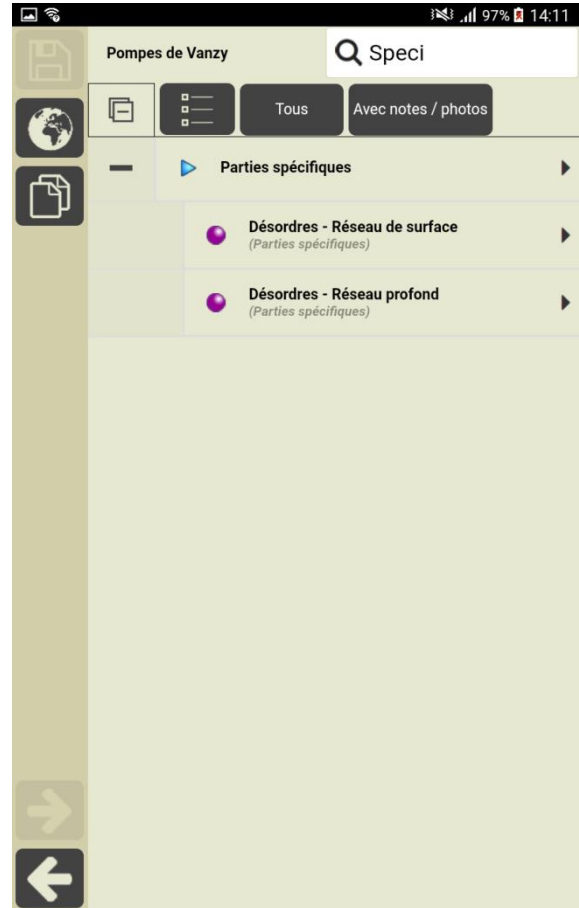 97% 14:11
Pompes de Vanzy
Speci
Tous
Avec notes / photos
Parties spécifiques
Désordres - Réseau de surface
(Parties spécifiques)
Désordres - Réseau profond
(Parties spécifiques)